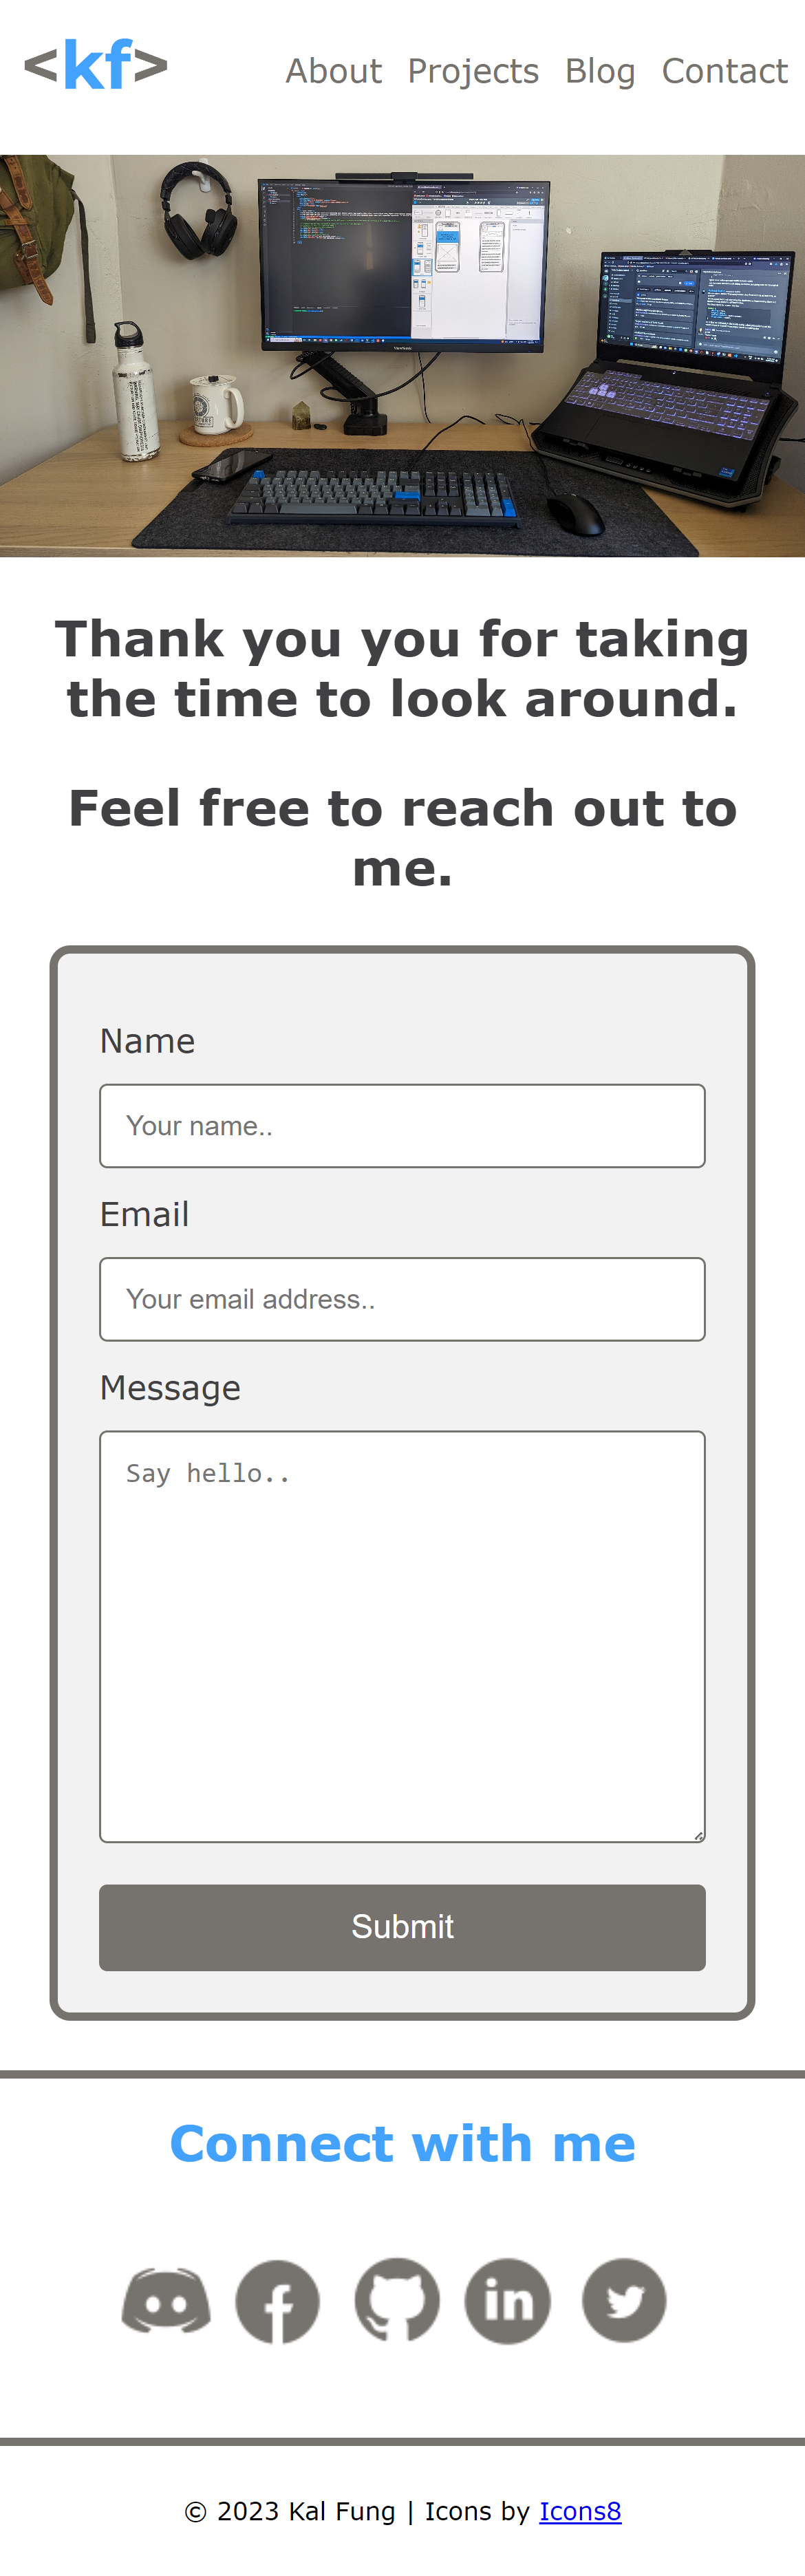 <kf>
About Projects Blog Contact
Thank you you for taking
the time to look around.
Feel free to reach out to
me.
Name
Your name..
Email
Your email address..
Message
Say hello..
Submit
Connect with me
in
© 2023 Kal Fung | Icons by Icons8